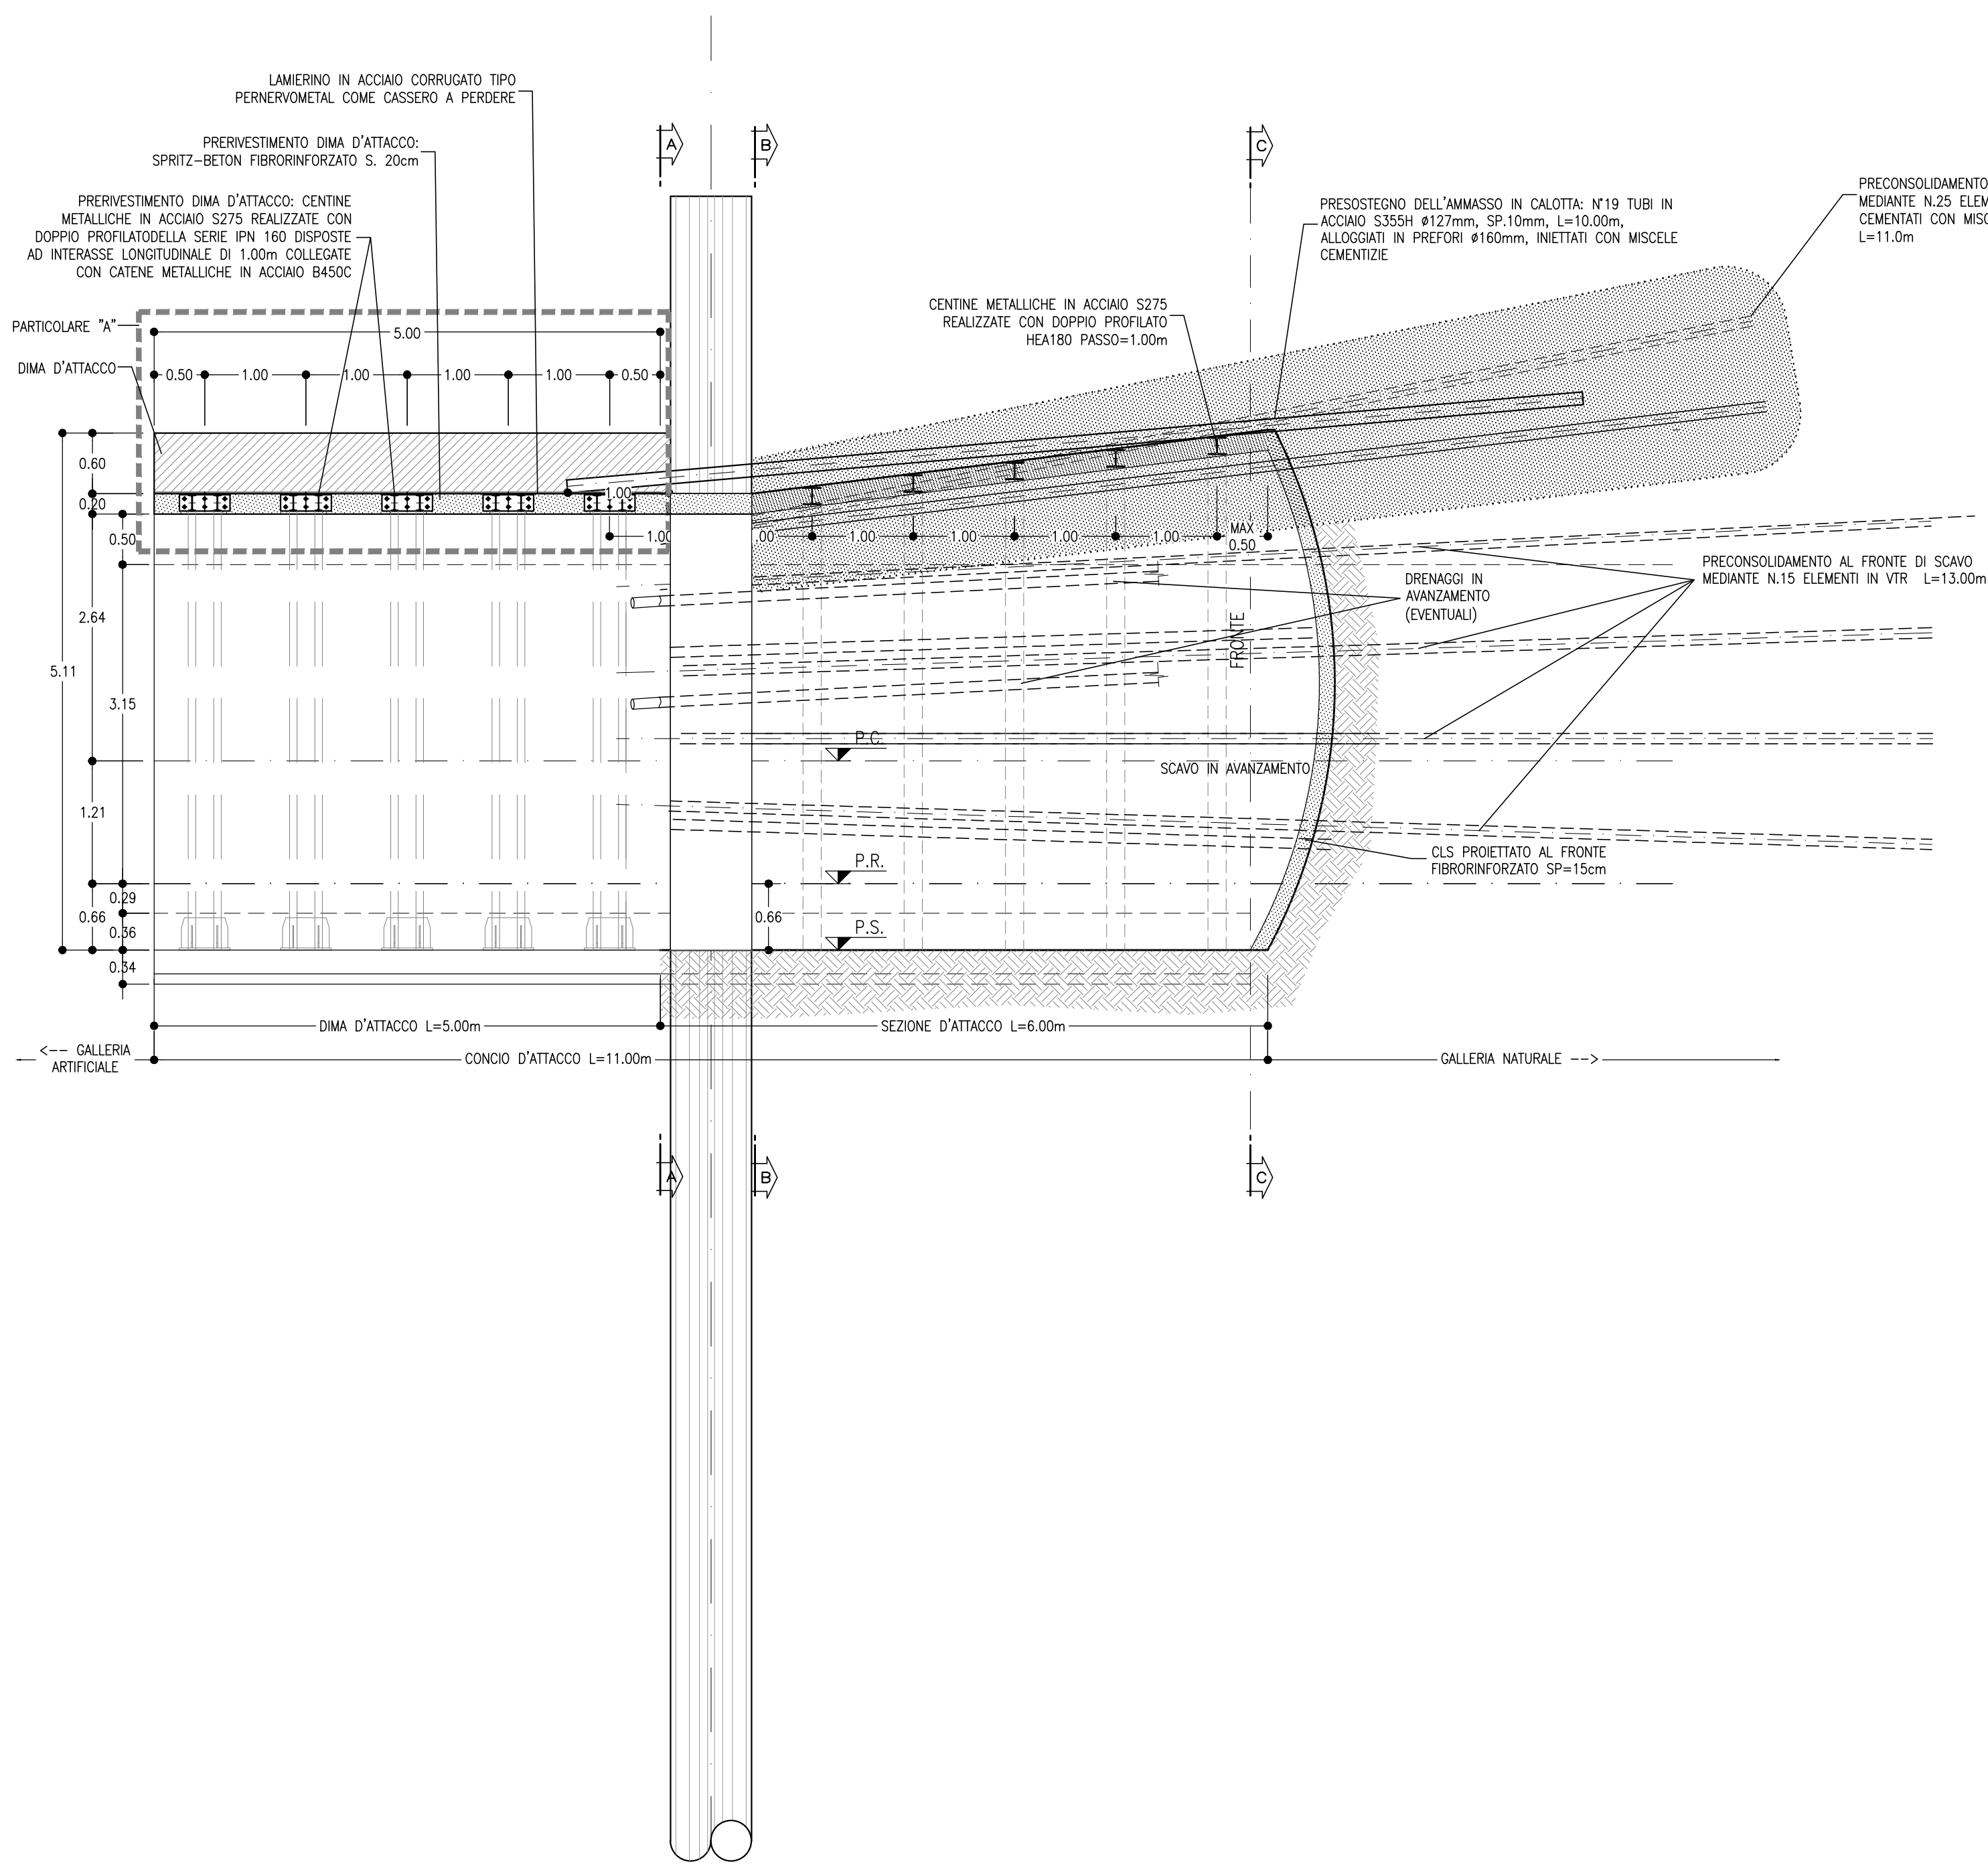 LAMIERINO IN ACCIAIO CORRUGATO TIPO
PERNERVOMETAL COME CASSERO A PERDERE
PRERIVESTIMENTO DIMA D'ATTACCO:
SPRITZ-BETON FIBRORINFORZATO S. 20cm
PRERIVESTIMENTO DIMA D'ATTACCO: CENTINE
METALLICHE IN ACCIAIO S275 REALIZZATE CON
DOPPIO PROFILATODELLA SERIE IPN 160 DISPOSTE
AD INTERASSE LONGITUDINALE DI 1.00m COLLEGATE
CON CATENE METALLICHE IN ACCIAIO B450C
PARTICOLARE "A"
DIMA D'ATTACCO
A
B
C
PRESOSTEGNO DELL'AMMASSO IN CALOTTA: N°19 TUBI IN
ACCIAIO S355H ø127mm, SP.10mm, L=10.00m,
ALLOGGIATI IN PREFORI ø160mm, INIETTATI CON MISCELE
CEMENTIZIE
PRECONSOLIDAMENTO
MEDIANTE N.25 ELEM
CEMENTATI CON MISC
L=11.0m
CENTINE METALLICHE IN ACCIAIO S275
REALIZZATE CON DOPPIO PROFILATO
HEA180 PASSO=1.00m
5.00
0.50 1.00 1.00 1.00 1.00 0.50
0.60
0.20
0.50
2.64
5.11
3.15
1.21
0.29
0.66
0.36
0.34
1.00
1.00 .00 1.00 1.00 1.00 1.00 MAX
0.50
DRENAGGI IN
AVANZAMENTO
(EVENTUALI)
PRECONSOLIDAMENTO AL FRONTE DI SCAVO
MEDIANTE N.15 ELEMENTI IN VTR L=13.00m
FRONTE
P.C.
SCAVO IN AVANZAMENTO
P.R.
0.66
P.S.
CLS PROIETTATO AL FRONTE
FIBRORINFORZATO SP=15cm
DIMA D'ATTACCO L=5.00m
SEZIONE D'ATTACCO L=6.00m
<-- GALLERIA
ARTIFICIALE
CONCIO D'ATTACCO L=11.00m
GALLERIA NATURALE -->
A
B
C